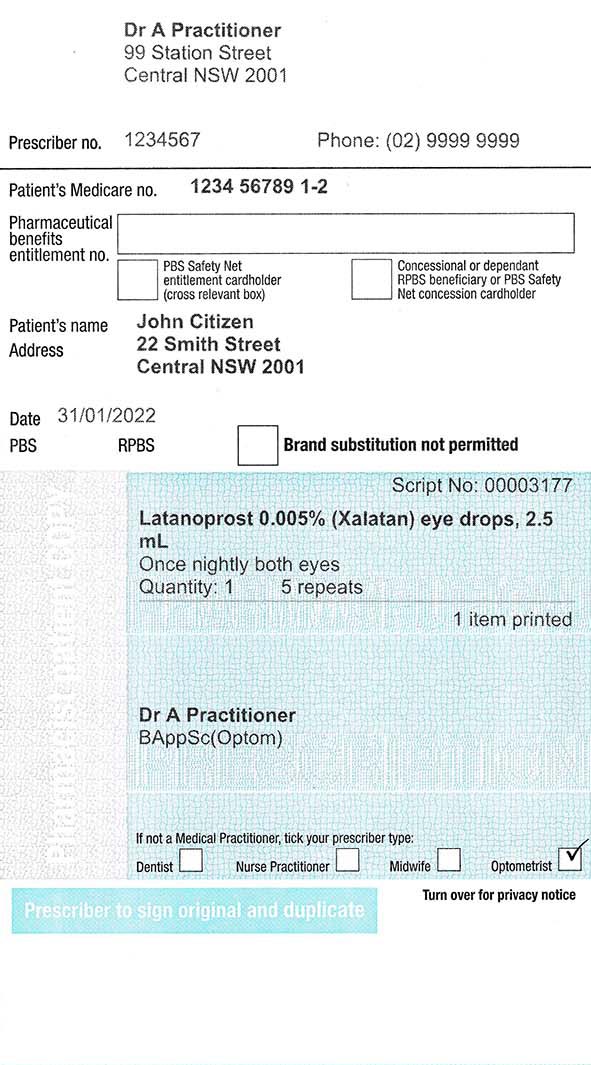 Dr A Practitioner
99 Station Street
Central NSW 2001
Prescriber no. 1234567 Phone: (02) 9999 9999
Patient's Medicare no. 1234 56789 1-2
Pharmaceutical
benefits
entitlement no.
PBS Safety Net
entitlement cardholder
(cross relevant box)
Concessional or dependant
RPBS beneficiary or PBS Safety
Net concession cardholder
Patient's name John Citizen
Address 22 Smith Street
Central NSW 2001
Date 31/01/2022
PBS RPBS Brand substitution not permitted
Script No: 00003177
Latanoprost 0.005% (Xalatan) eye drops, 2.5
mL
Once nightly both eyes
Quantity: 1 5 repeats
1 item printed
Dr A Practitioner
BAppSc(Optom)
If not a Medical Practitioner, tick your prescriber type:
Dentist Nurse Practitioner Midwife Optometrist
Turn over for privacy notice
Prescriber to sign original and duplicate
Pharmacist/patient copy